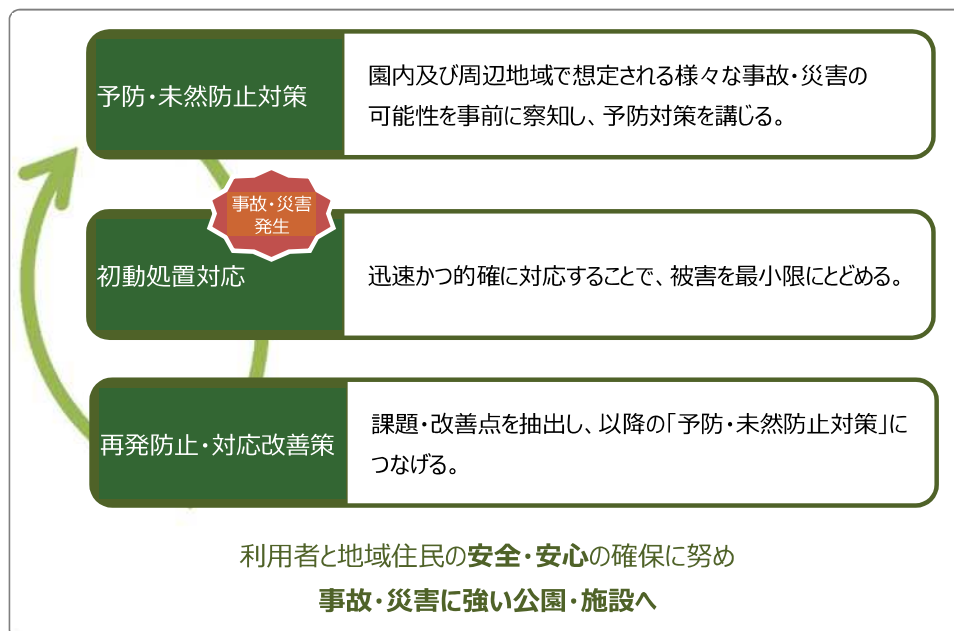 予防・未然防止対策
園内及び周辺地域で想定される様々な事故・災害の
可能性を事前に察知し、予防対策を講じる。
事故・災害
発生
初動処置対応
迅速かつ的確に対応することで、被害を最小限にとどめる。
再発防止・対応改善策
課題・改善点を抽出し、以降の「予防・未然防止対策」に
つなげる。
利用者と地域住民の安全・安心の確保に努め
事故・災害に強い公園・施設へ